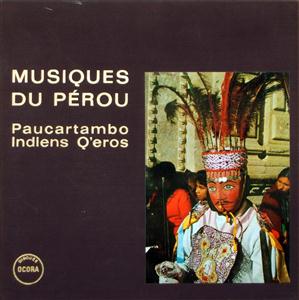 MUSIQUES
DU PÉROU
Paucartambo
Indiens Q'eros
DISQUES
OCORA